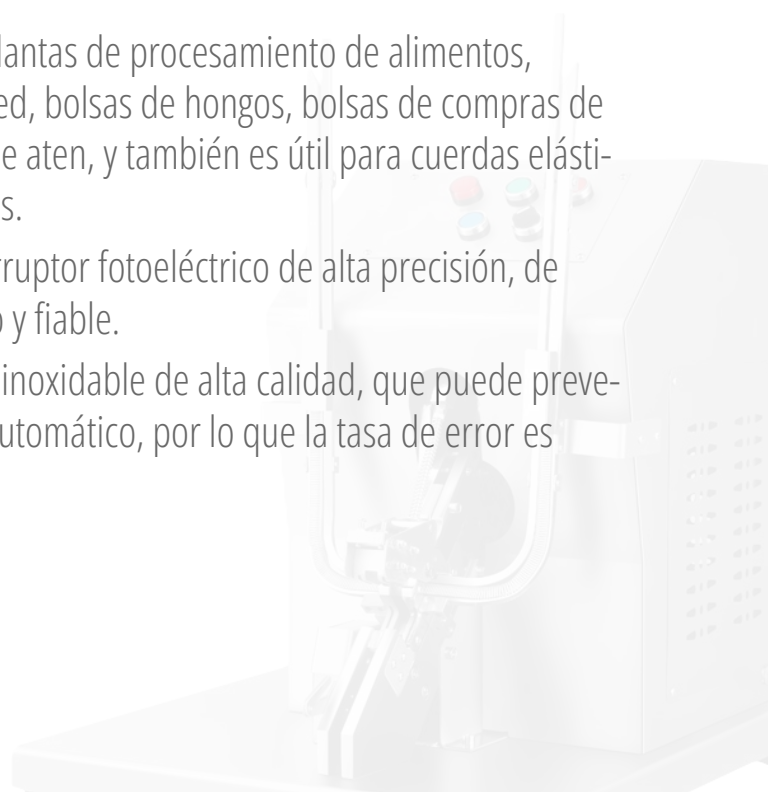 lantas de procesamiento de alimentos,
ed, bolsas de hongos, bolsas de compras de
e aten, y también es útil para cuerdas elásti-
s.
rruptor fotoeléctrico de alta precisión, de
o y fiable.
inoxidable de alta calidad, que puede preve-
utomático, por lo que la tasa de error es